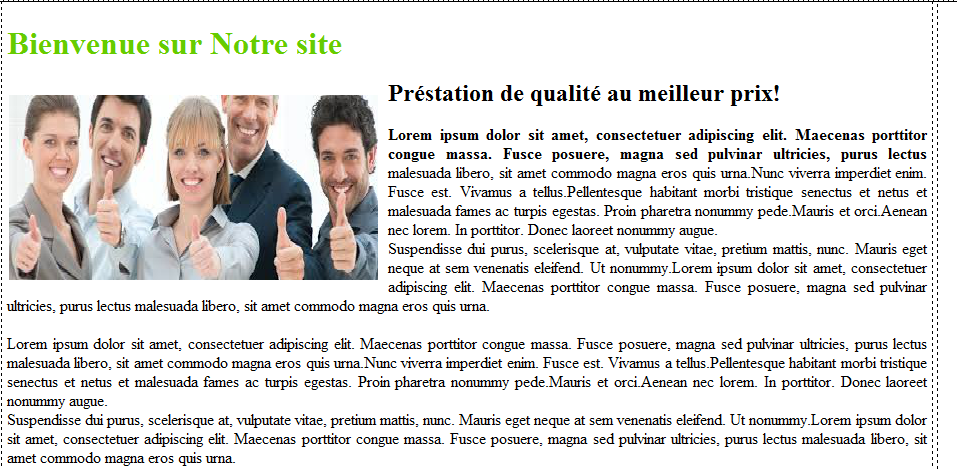 Bienvenue sur Notre site
Préstation de qualité au meilleur prix!
Lorem ipsum dolor sit amet, consectetuer adipiscing elit. Maecenas porttitor
congue massa. Fusce posuere, magna sed pulvinar ultricies, purus lectus
malesuada libero, sit amet commodo magna eros quis urna.Nunc viverra imperdiet enim.
Fusce est. Vivamus a tellus.Pellentesque habitant morbi tristique senectus et netus et
malesuada fames ac turpis egestas. Proin pharetra nonummy pede.Mauris et orci.Aenean
nec lorem. In porttitor. Donec laoreet nonummy augue.
Suspendisse dui purus, scelerisque at, vulputate vitae, pretium mattis, nunc. Mauris eget
neque at sem venenatis eleifend. Ut nonummy.Lorem ipsum dolor sit amet, consectetuer
adipiscing elit. Maecenas porttitor congue massa. Fusce posuere, magna sed pulvinar
ultricies, purus lectus malesuada libero, sit amet commodo magna eros quis urna.
Lorem ipsum dolor sit amet, consectetuer adipiscing elit. Maecenas porttitor congue massa. Fusce posuere, magna sed pulvinar ultricies, purus lectus
malesuada libero, sit amet commodo magna eros quis urna.Nunc viverra imperdiet enim. Fusce est. Vivamus a tellus.Pellentesque habitant morbi tristique
senectus et netus et malesuada fames ac turpis egestas. Proin pharetra nonummy pede.Mauris et orci.Aenean nec lorem. In porttitor. Donec laoreet
nonummy augue.
Suspendisse dui purus, scelerisque at, vulputate vitae, pretium mattis, nunc. Mauris eget neque at sem venenatis eleifend. Ut nonummy.Lorem ipsum dolor
sit amet, consectetuer adipiscing elit. Maecenas porttitor congue massa. Fusce posuere, magna sed pulvinar ultricies, purus lectus malesuada libero, sit
amet commodo magna eros quis urna.